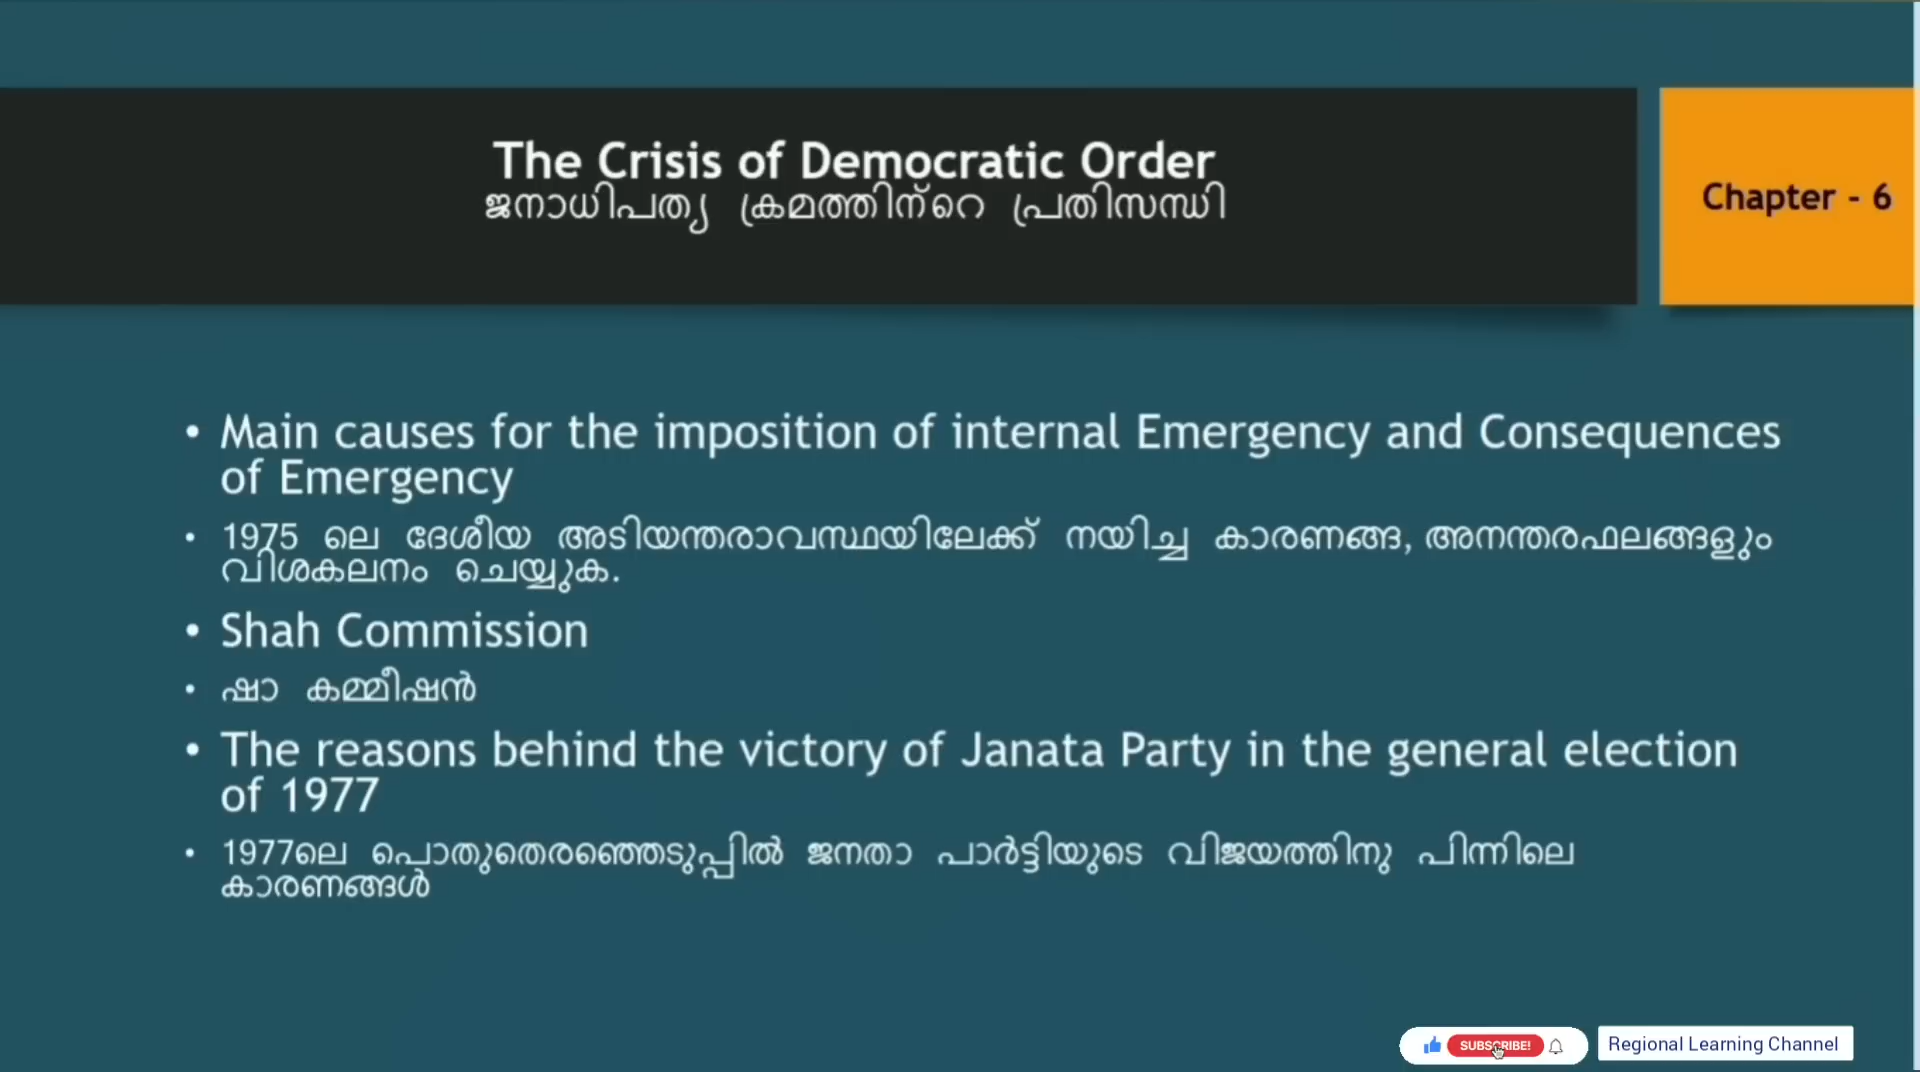 The Crisis of Democratic Order
ജനാധിപത്യ ക്രമത്തിന്റെ പ്രതിസന്ധി
Chapter - 6
• Main causes for the imposition of internal Emergency and Consequences
of Emergency
• 1975 ലെ ദേശീയ അടിയന്തരാവസ്ഥയിലേക്ക് നയിച്ച കാരണങ്ങ, അനന്തരഫലങ്ങളും
വിശകലനം ചെയ്യുക.
• Shah Commission
• ഷാ കമ്മീഷൻ
• The reasons behind the victory of Janata Party in the general election
of 1977
• 1977ലെ പൊതുതെരഞ്ഞെടുപ്പിൽ ജനതാ പാർട്ടിയുടെ വിജയത്തിനു പിന്നിലെ
കാരണങ്ങൾ
SUBSCRIBE!
Regional Learning Channel